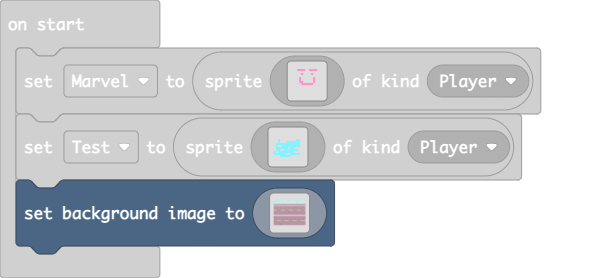 on start
set Marvel to sprite of kind Player
set Test to sprite of kind Player
set background image to